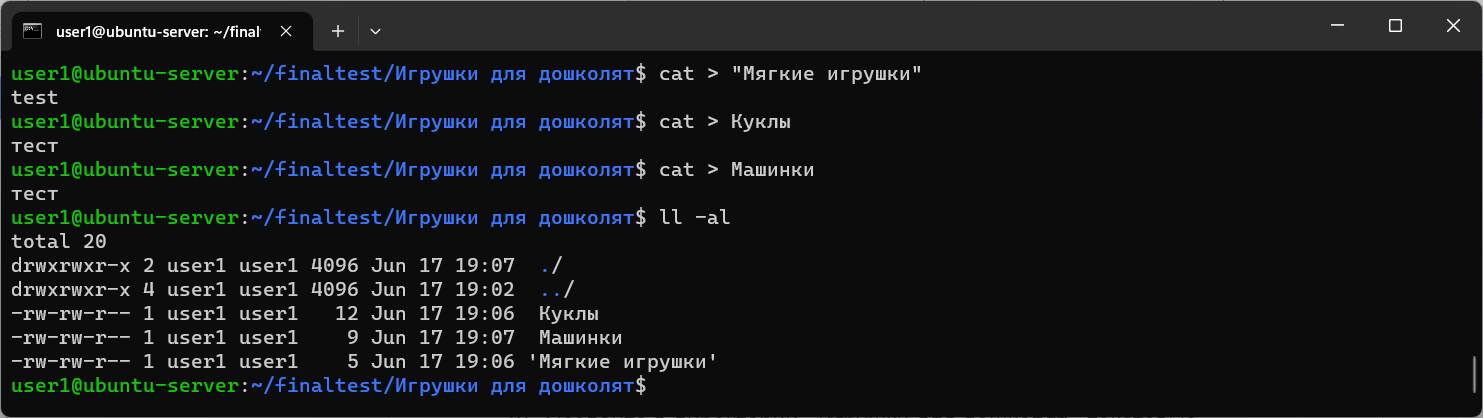 user1@ubuntu-server: ~/final
user1@ubuntu-server:~/finaltest/Игрушки для дошколят$ cat > "Мягкие игрушки"
test
user1@ubuntu-server:~/finaltest/Игрушки для дошколят$ cat > Куклы
тест
user1@ubuntu-server:~/finaltest/Игрушки для дошколят$ cat > Машинки
тест
user1@ubuntu-server:~/finaltest/Игрушки для дошколят$ ll -al
total 20
drwxrwxr-x 2 user1 user1 4096 Jun 17 19:07  ./
drwxrwxr-x 4 user1 user1 4096 Jun 17 19:02  ../
-rw-rw-r-- 1 user1 user1   12 Jun 17 19:06  Куклы
-rw-rw-r-- 1 user1 user1    9 Jun 17 19:07  Машинки
-rw-rw-r-- 1 user1 user1    5 Jun 17 19:06 'Мягкие игрушки'
user1@ubuntu-server:~/finaltest/Игрушки для дошколят$